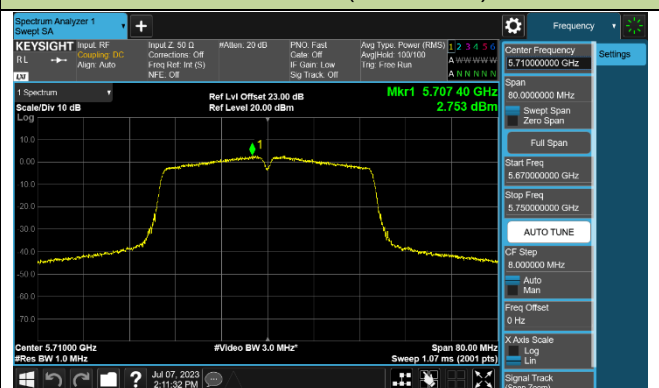 Spectrum Analyzer 1
Swept SA
Frequency
KEYSIGHT
RL
Input: RF
Coupling: DC
Align: Auto
Input Z: 50 Ω
Corrections: Off
Freq Ref: Int (S)
NFE: Off
#Atten: 20 dB
PNO: Fast
Gate: Off
IF Gain: Low
Sig Track: Off
Avg Type: Power (RMS)
Avg|Hold: 100/100
Trig: Free Run
1 2 3 4 5 6
A W W W W W
A N N N N N
LXI
1 Spectrum
Scale/Div 10 dB
Log
Ref Lvl Offset 23.00 dB
Ref Level 20.00 dBm
Mkr1 5.707 40 GHz
2.753 dBm
1
10.0
0.00
-10.0
-20.0
-30.0
-40.0
-50.0
-60.0
-70.0
Center 5.71000 GHz
#Res BW 1.0 MHz
#Video BW 3.0 MHz*
Span 80.00 MHz
Sweep 1.07 ms (2001 pts)
Jul 07, 2023
2:11:32 PM
Center Frequency
5.710000000 GHz
Settings
Span
80.0000000 MHz
Swept Span
Zero Span
Full Span
Start Freq
5.670000000 GHz
Stop Freq
5.750000000 GHz
AUTO TUNE
CF Step
8.000000 MHz
Auto
Man
Freq Offset
0 Hz
X Axis Scale
Log
Lin
Signal Track
(Span Zoom)